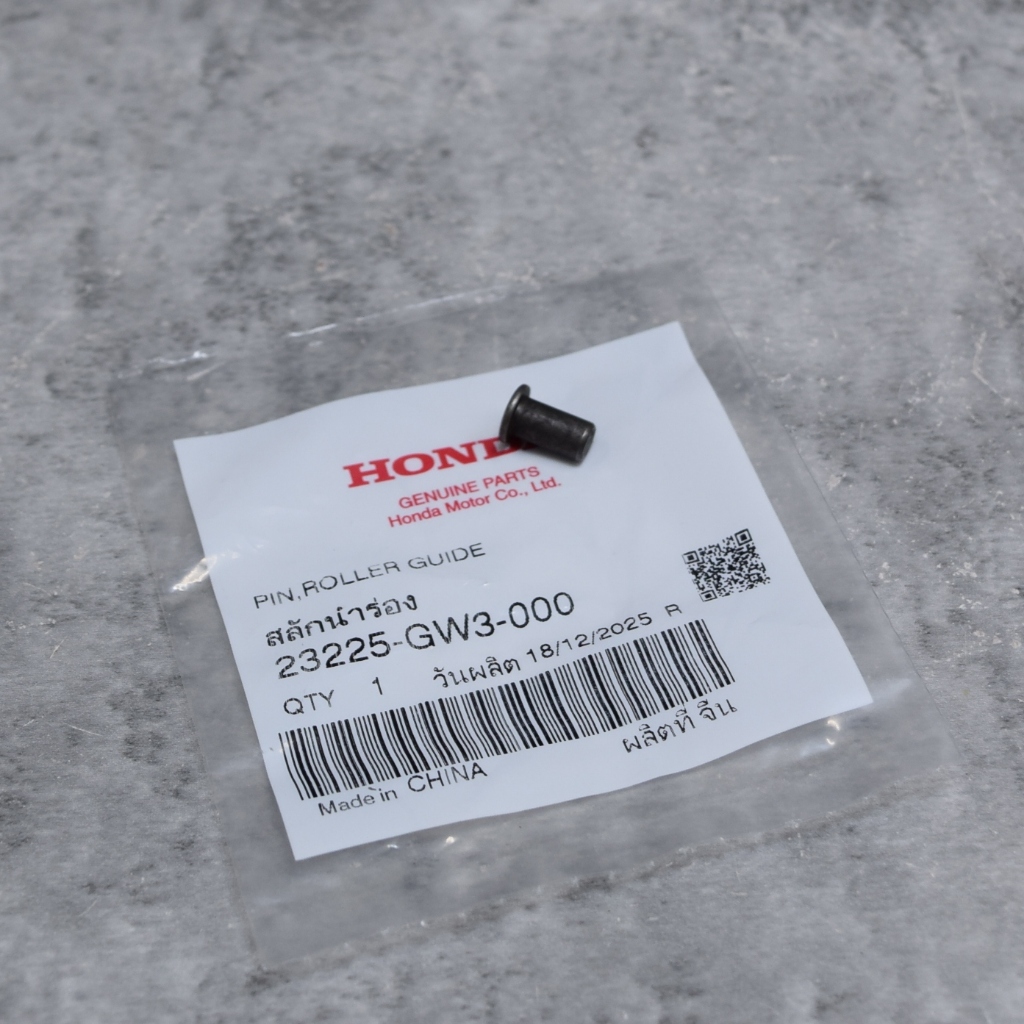 HOND
GENUINE PARTS
Honda Motor Co., Ltd.
PIN,ROLLER GUIDE
สลักนำร่อง
23225-GW3-000
QTY 1 วันผลิต 18/12/2025 R
ผลิตที่ จีน
Made in CHINA